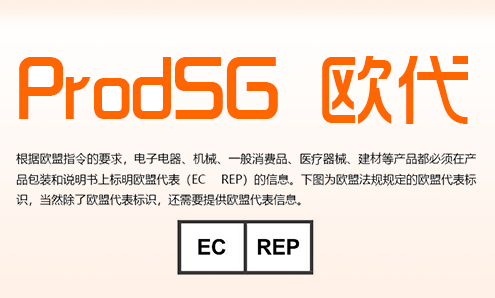 ProdSG 欧代
根据欧盟指令的要求，电子电器、机械、一般消费品、医疗器械、建材等产品都必须在产
品包装和说明书上标明欧盟代表（EC REP）的信息。下图为欧盟法规规定的欧盟代表标
识，当然除了欧盟代表标识，还需要提供欧盟代表信息。
EC REP